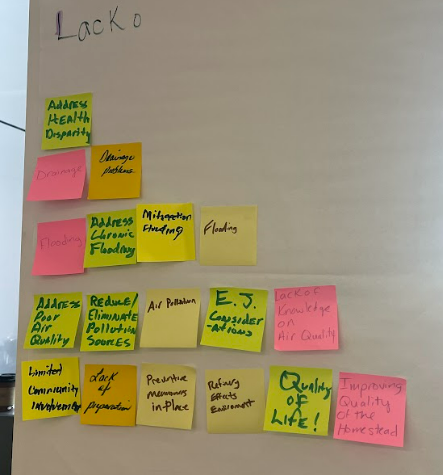 Lack o
Address
Health
Disparity
Drainage
Drainage
problems
Flooding
Address
Chronic
Flooding
Mitigation
Flooding
Flooding
Address
Poor
Air
Quality
Reduce/
Eliminate
Pollution
Sources
Air Pollution
E.J.
Consider
-ations
Lack of
Knowledge
on
Air Quality
Limited
Community
Involvement
Lack
of
preparation
Preventive
Measures
in Place
Refinery
Effects
Quality
of
Life!
Improving
Quality
of the
Homestead